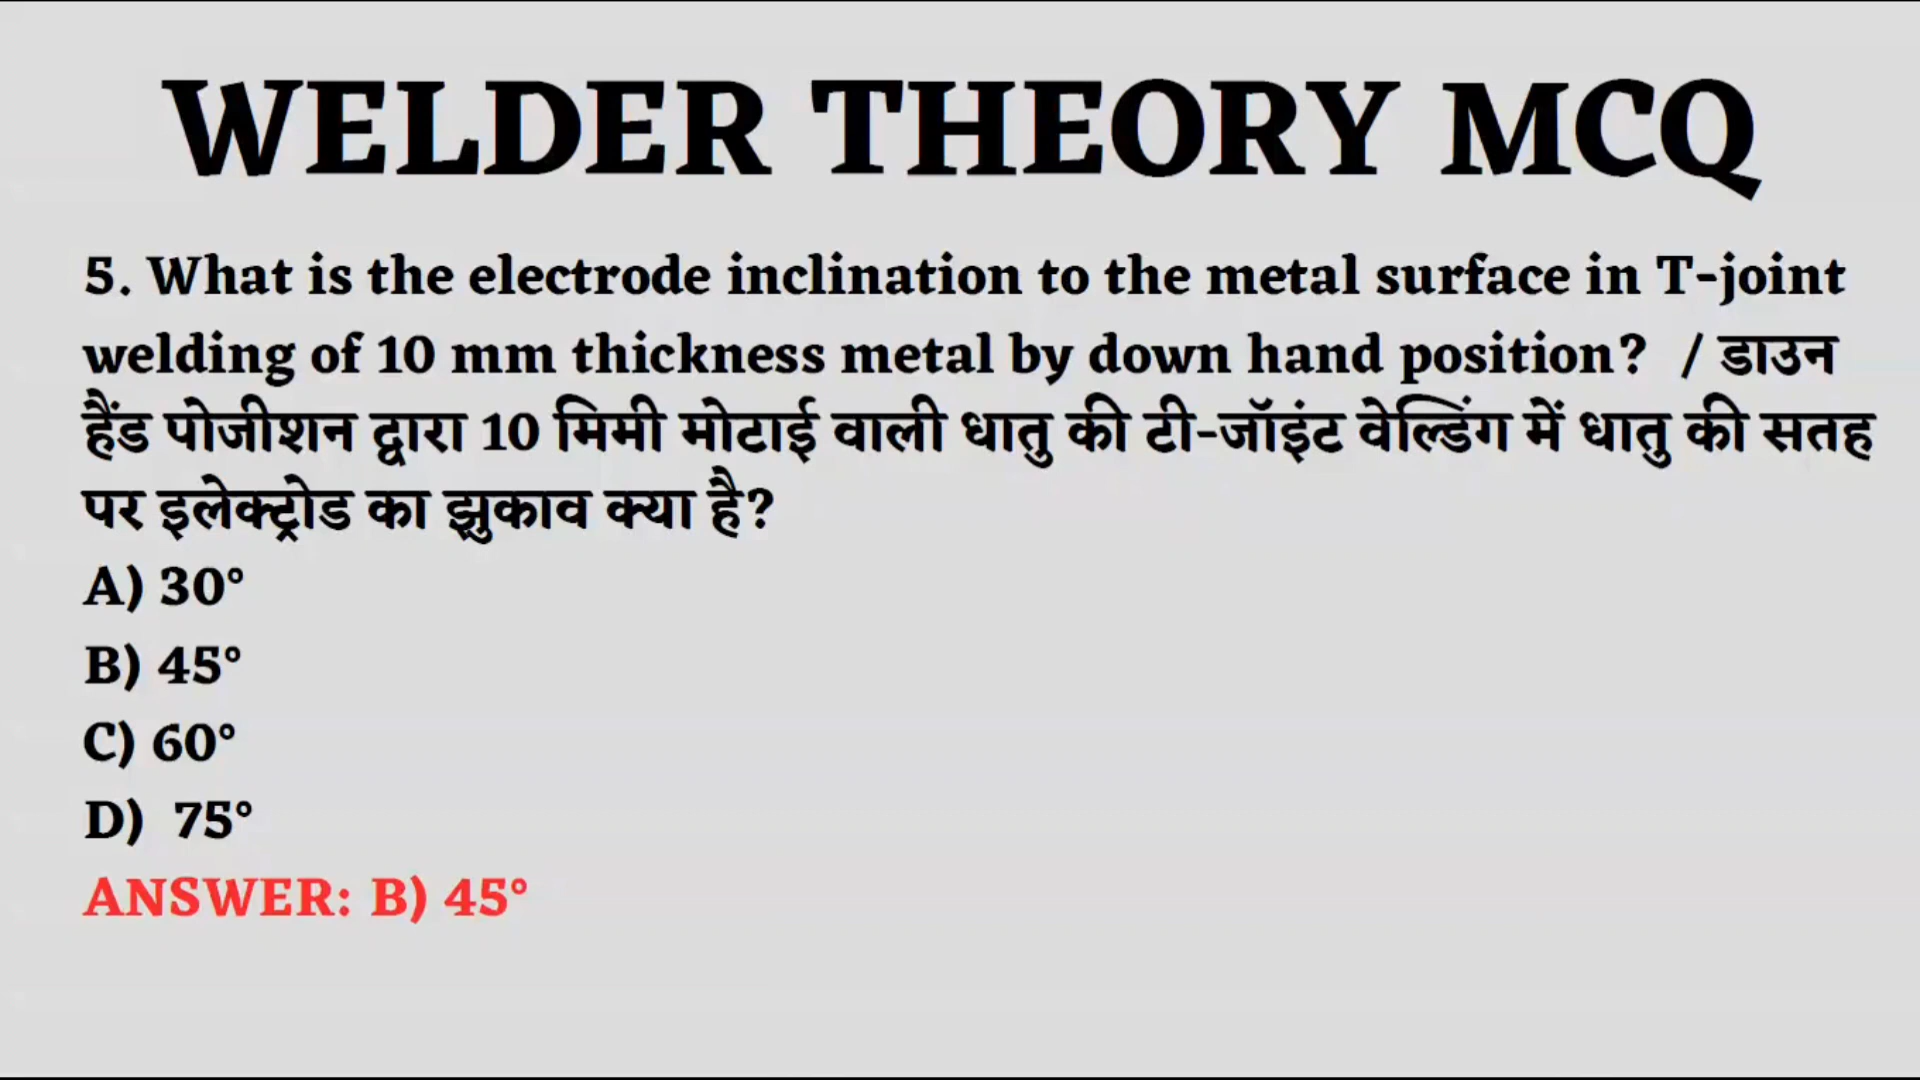 WELDER THEORY MCQ
5. What is the electrode inclination to the metal surface in T-joint
welding of 10 mm thickness metal by down hand position? / डाउन
हैंड पोजीशन द्वारा 10 मिमी मोटाई वाली धातु की टी-जॉइंट वेल्डिंग में धातु की सतह
पर इलेक्ट्रोड का झुकाव क्या है?
A) 30°
B) 45°
C) 60°
D) 75°
ANSWER: B) 45°